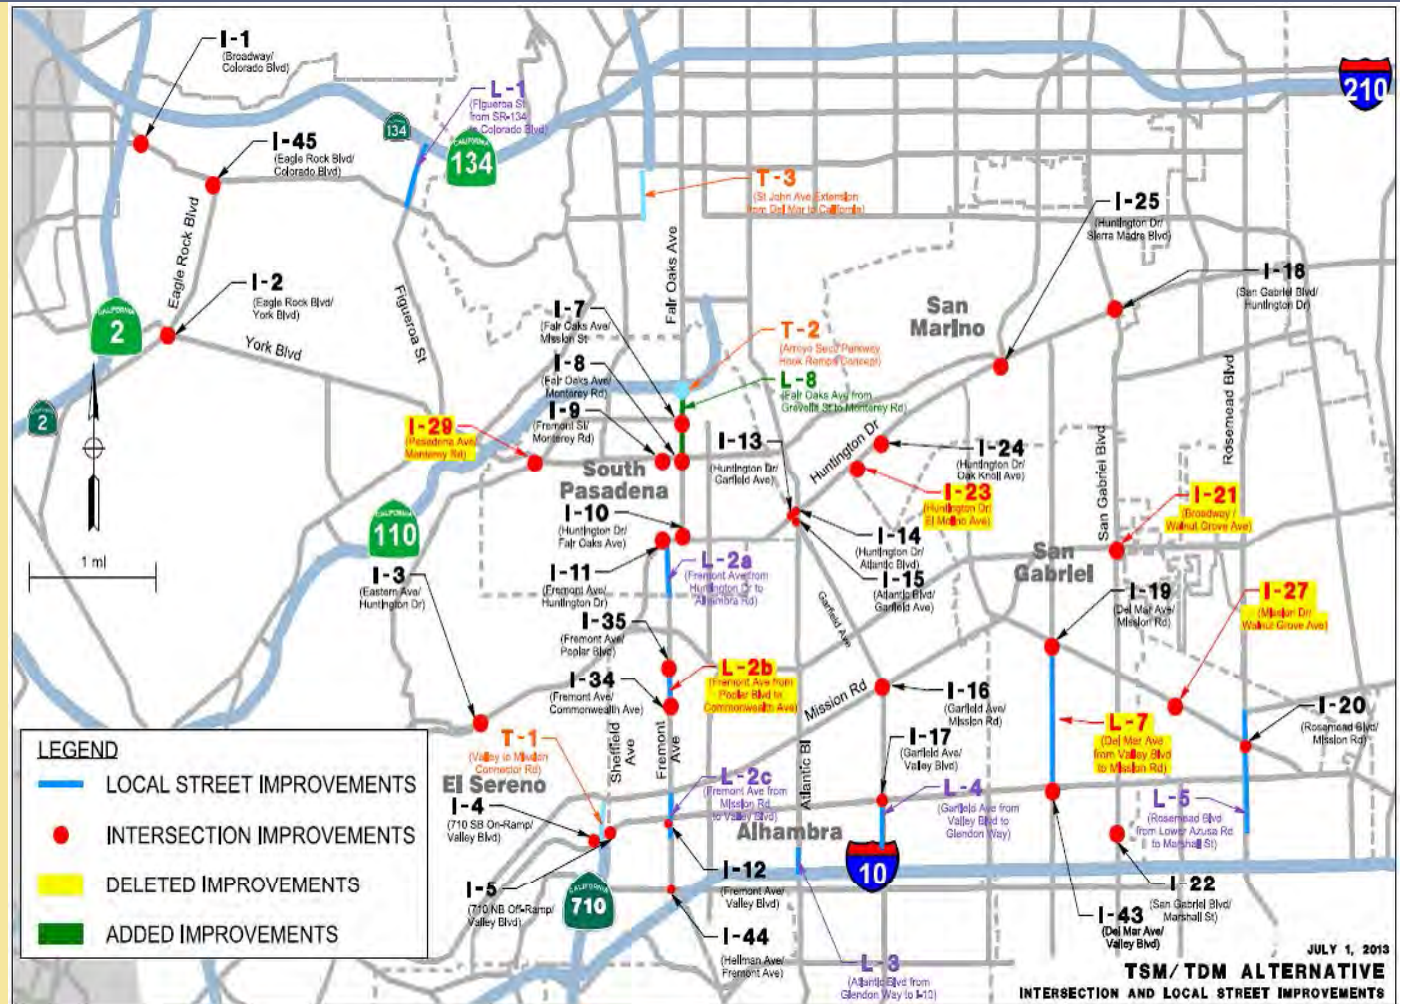 I-1
(Broadway/
Colorado Blvd)
L-1
(Figueroa St
from SR-134
to Colorado Blvd)
CALIFORNIA
134
134
210
I-45
(Eagle Rock Blvd/
Colorado Blvd)
T-3
(St John Ave Extension
from Del Mar to California)
I-25
(Huntington Dr/
Sierra Madre Blvd)
Eagle Rock Blvd
Fair Oaks Ave
I-2
(Eagle Rock Blvd/
York Blvd)
I-18
(San Gabriel Blvd/
Huntington Dr)
CALIFORNIA
2
2
York Blvd
Figueroa St
I-7
(Fair Oaks Ave/
Mission St
San
Marino
T-2
(Arroyo Seco Parkway
Hook Ramps Concept)
I-8
(Fair Oaks Ave/
Monterey Rd)
L-8
(Fair Oaks Ave from
Grevelia St to Monterey Rd)
I-9
(Fremont St/
Monterey Rd)
I-29
(Pasadena Ave/
Monterey Rd)
Rosemead Blvd
San Gabriel Blvd
South
Pasadena
I-13
(Huntington Dr/
Garfield Ave)
Huntington Dr
I-24
(Huntington Dr/
Oak Knoll Ave)
I-23
(Huntington Dr/
El Molino Ave)
I-21
(Broadway /
Walnut Grove Ave)
CALIFORNIA
110
I-10
(Huntington Dr/
Fair Oaks Ave)
I-14
(Huntington Dr/
Atlantic Blvd)
San
Gabriel
1 mi
I-3
(Eastern Ave/
Huntington Dr)
I-11
(Fremont Ave/
Huntington Dr)
L-2a
(Fremont Ave from
Huntington Dr to
Alhambra Rd)
I-15
(Atlantic Blvd/
Garfield Ave)
Garfield Ave
I-19
(Del Mar Ave/
Mission Rd)
I-27
(Mission Dr/
Walnut Grove Ave)
I-35
(Fremont Ave/
Poplar Blvd)
I-34
(Fremont Ave/
Commonwealth Ave)
L-2b
(Fremont Ave from
Poplar Blvd to
Commonwealth Ave)
Mission Rd
I-16
(Garfield Ave/
Mission Rd)
I-20
(Rosemead Blvd/
Mission Rd)
T-1
(Valley to Mission
Connector Rd)
Sheffield
Ave
Fremont
Ave
Atlantic Bl
I-17
(Garfield Ave/
Valley Blvd)
L-7
(Del Mar Ave
from Valley Blvd
to Mission Rd)
El Sereno
L-2c
(Fremont Ave from
Mission Rd
to Valley Blvd)
L-4
(Garfield Ave from
Valley Blvd to
Glendon Way)
L-5
(Rosemead Blvd
from Lower Azusa Rd
to Marshall St)
I-4
(710 SB On-Ramp/
Valley Blvd)
Alhambra
I-5
(710 NB Off-Ramp/
Valley Blvd)
CALIFORNIA
710
I-12
(Fremont Ave/
Valley Blvd)
10
I-22
(San Gabriel Blvd/
Marshall St)
I-43
(Del Mar Ave/
Valley Blvd)
I-44
(Hellman Ave/
Fremont Ave)
L-3
(Atlantic Blvd from
Glendon Way to I-10)
LEGEND
LOCAL STREET IMPROVEMENTS
INTERSECTION IMPROVEMENTS
DELETED IMPROVEMENTS
ADDED IMPROVEMENTS
JULY 1, 2013
TSM/TDM ALTERNATIVE
INTERSECTION AND LOCAL STREET IMPROVEMENTS